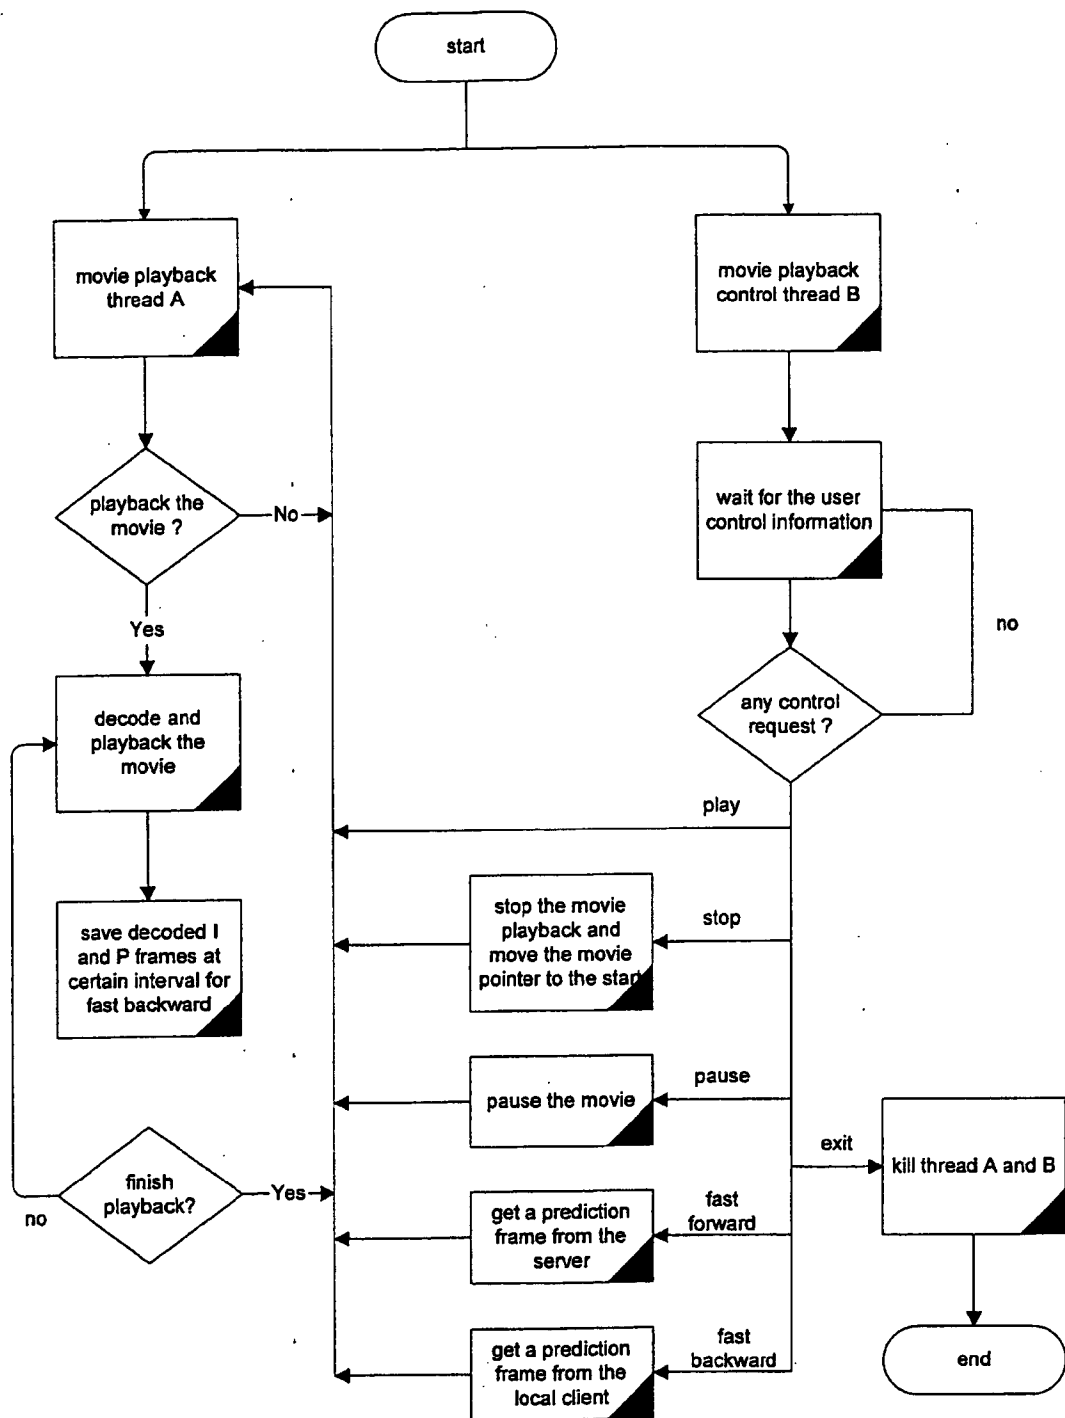 start
movie playback
thread A
movie playback
control thread B
playback the
movie ?
No
wait for the user
control information
Yes
no
any control
request ?
decode and
playback the
movie
play
save decoded I
and P frames at
certain interval for
fast backward
stop the movie
playback and
move the movie
pointer to the start
stop
pause the movie
pause
exit
kill thread A and B
finish
playback?
no
Yes
get a prediction
frame from the
server
fast
forward
get a prediction
frame from the
local client
fast
backward
end